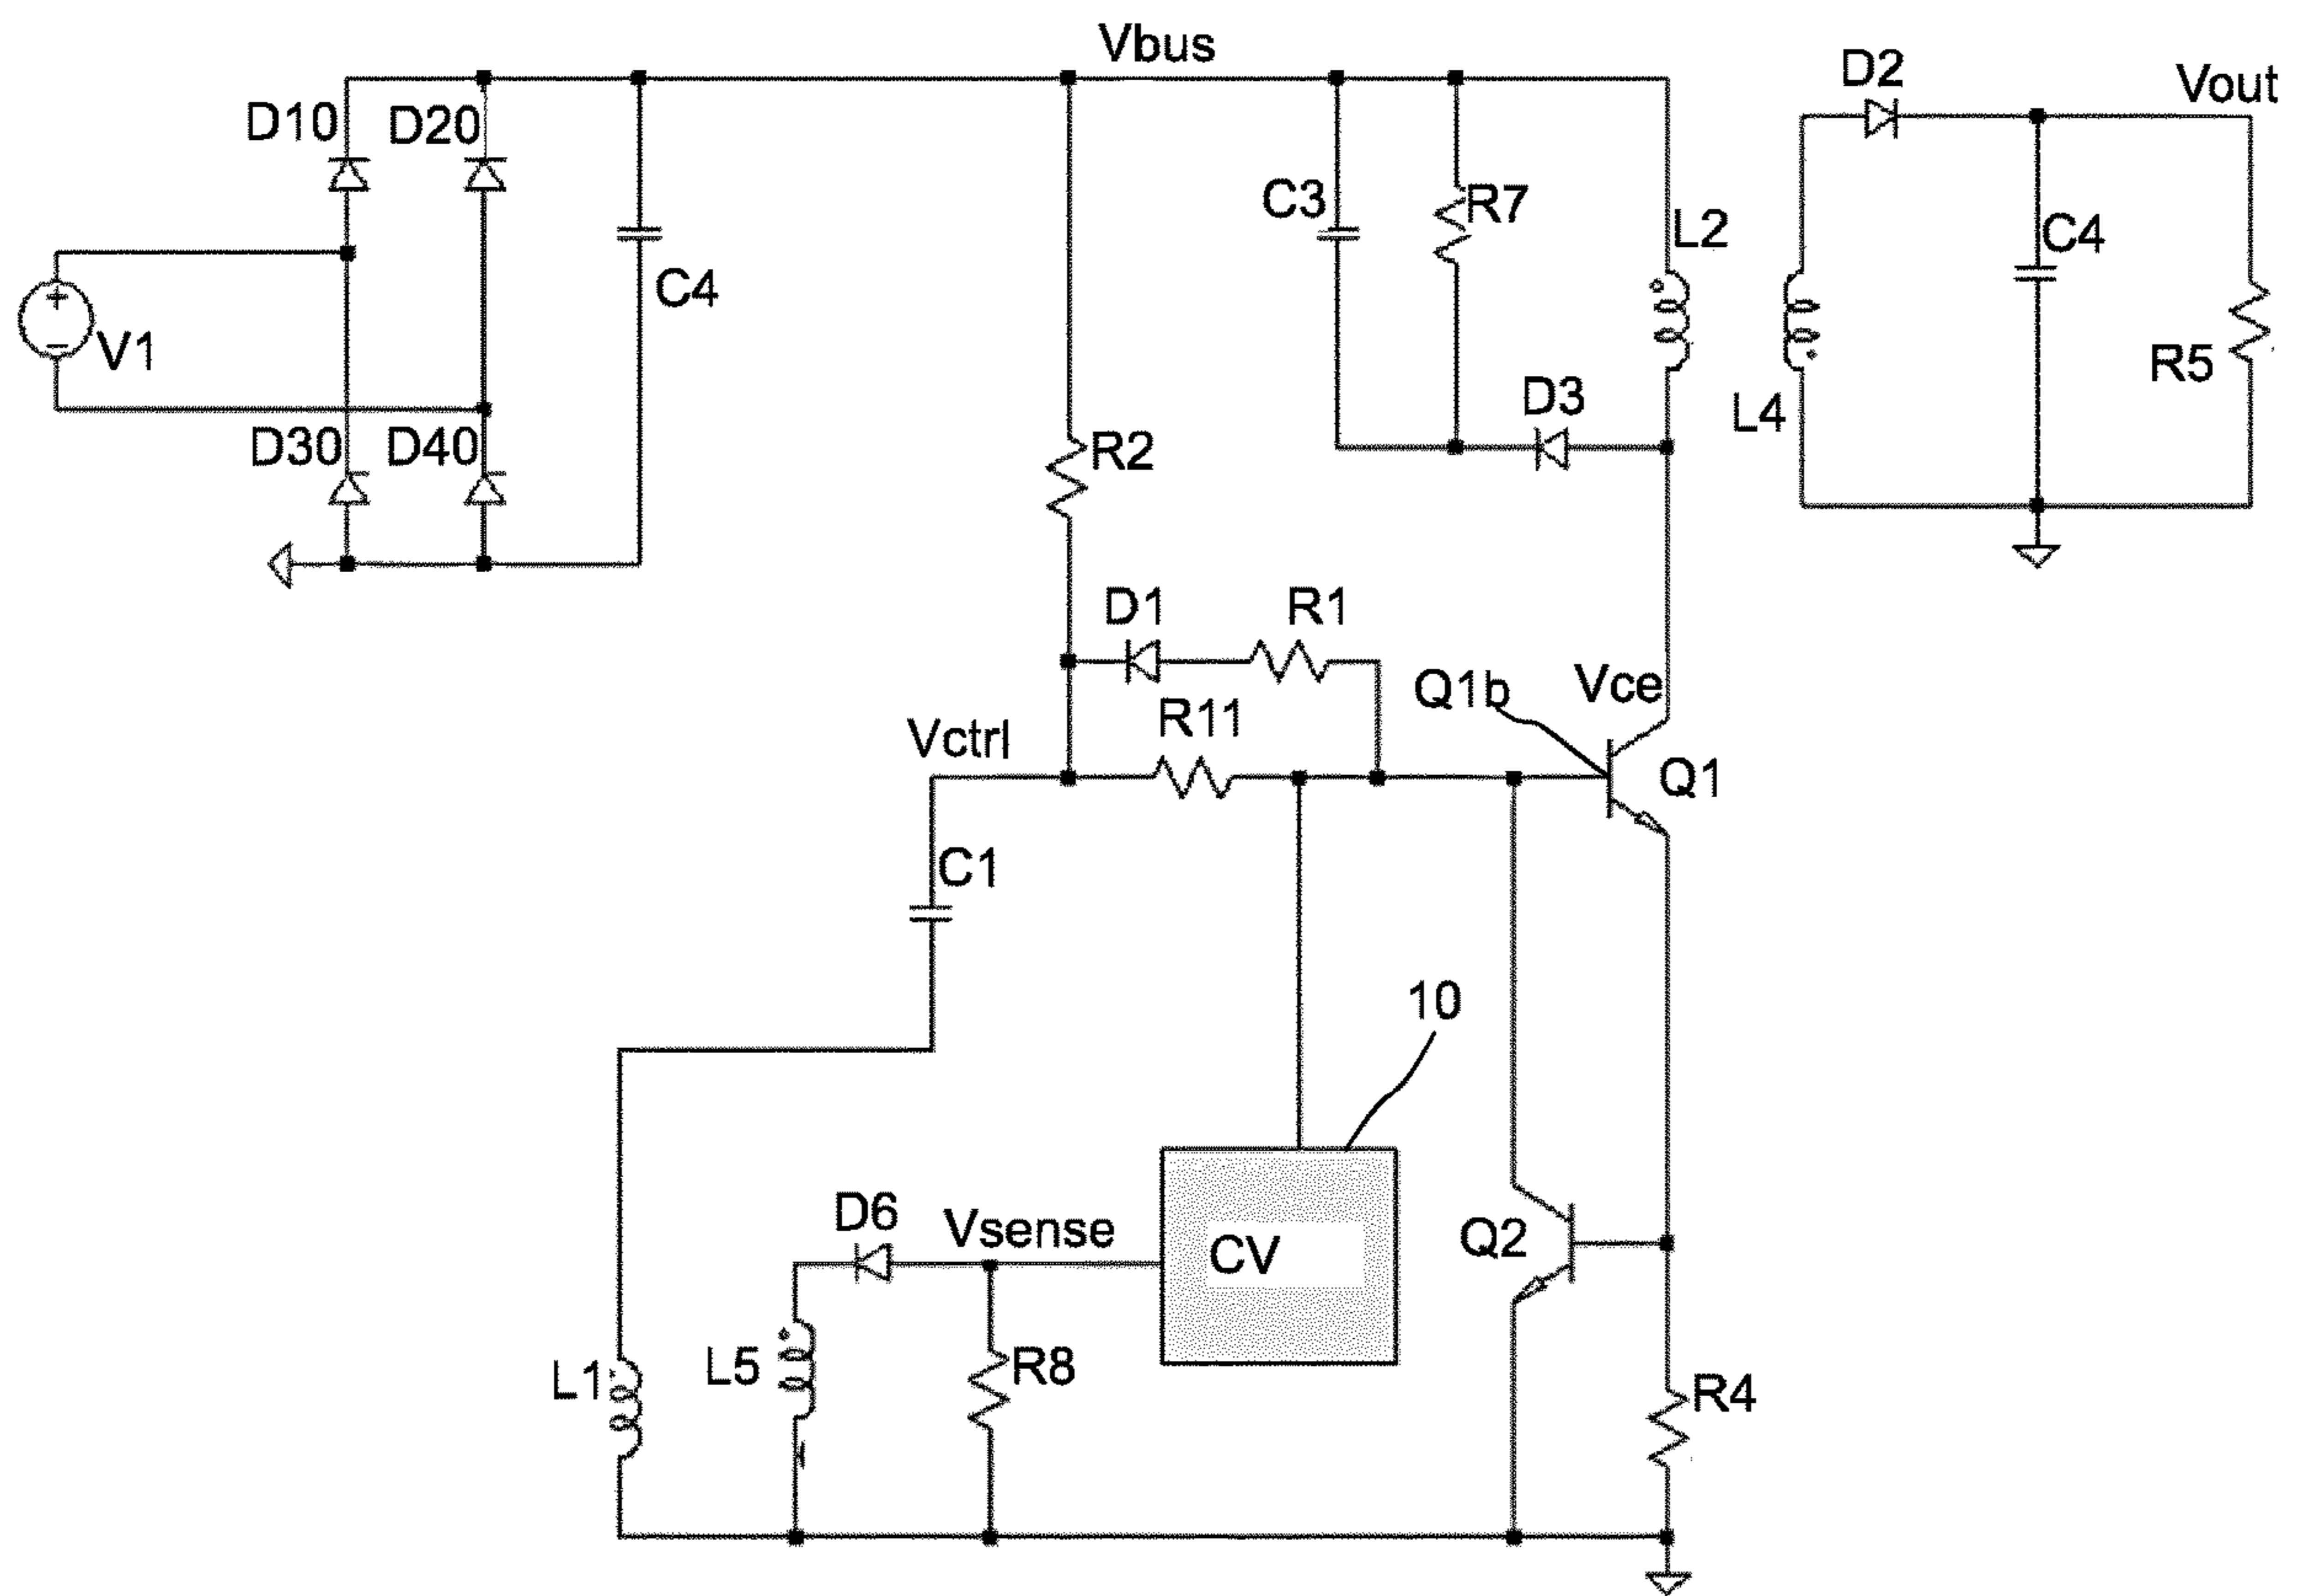 Vbus
D2
Vout
D10
D20
C3
R7
L2
C4
C4
V1
R5
D3
L4
D30
D40
R2
D1
R1
Q1b
Vce
R11
Vctrl
Q1
C1
10
D6
Vsense
CV
Q2
L1
L5
R8
R4
+
−